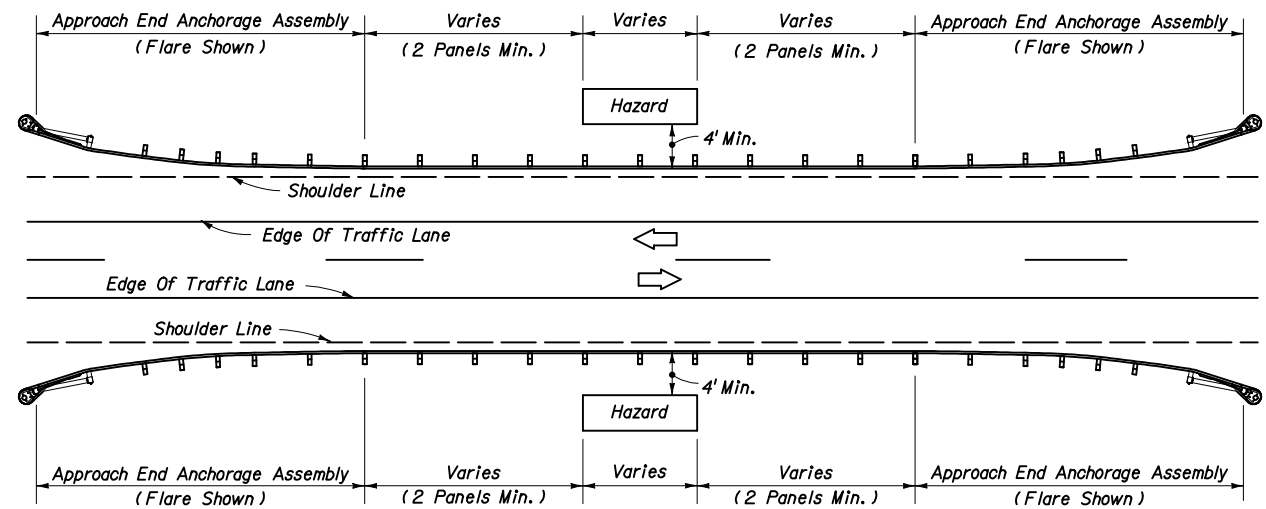 Approach End Anchorage Assembly
(Flare Shown)
Varies
(2 Panels Min.)
Varies
Varies
(2 Panels Min.)
Approach End Anchorage Assembly
(Flare Shown)
Hazard
4' Min.
Shoulder Line
Edge Of Traffic Lane
Edge Of Traffic Lane
Shoulder Line
4' Min.
Hazard
Approach End Anchorage Assembly
(Flare Shown)
Varies
(2 Panels Min.)
Varies
Varies
(2 Panels Min.)
Approach End Anchorage Assembly
(Flare Shown)